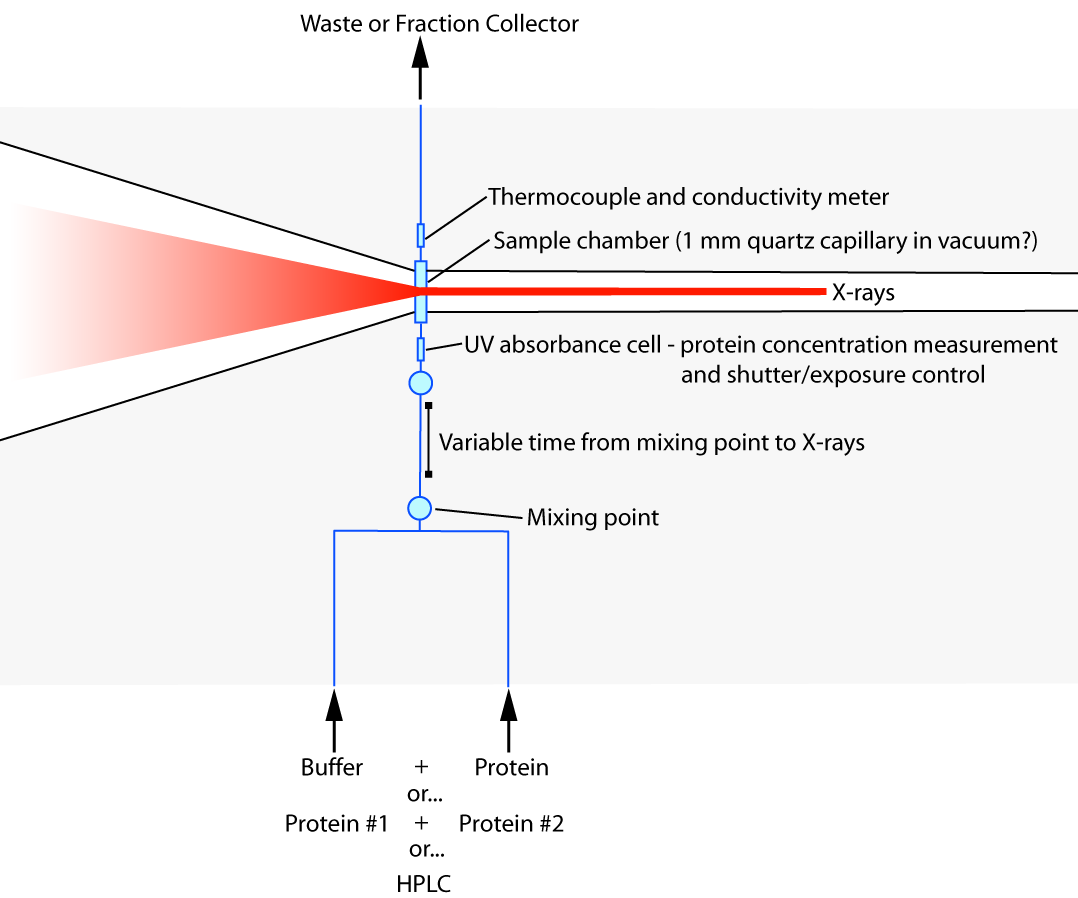 Waste or Fraction Collector
Thermocouple and conductivity meter
Sample chamber (1 mm quartz capillary in vacuum?)
X-rays
UV absorbance cell - protein concentration measurement
and shutter/exposure control
Variable time from mixing point to X-rays
Mixing point
Buffer + Protein
or...
Protein #1 + Protein #2
or...
HPLC